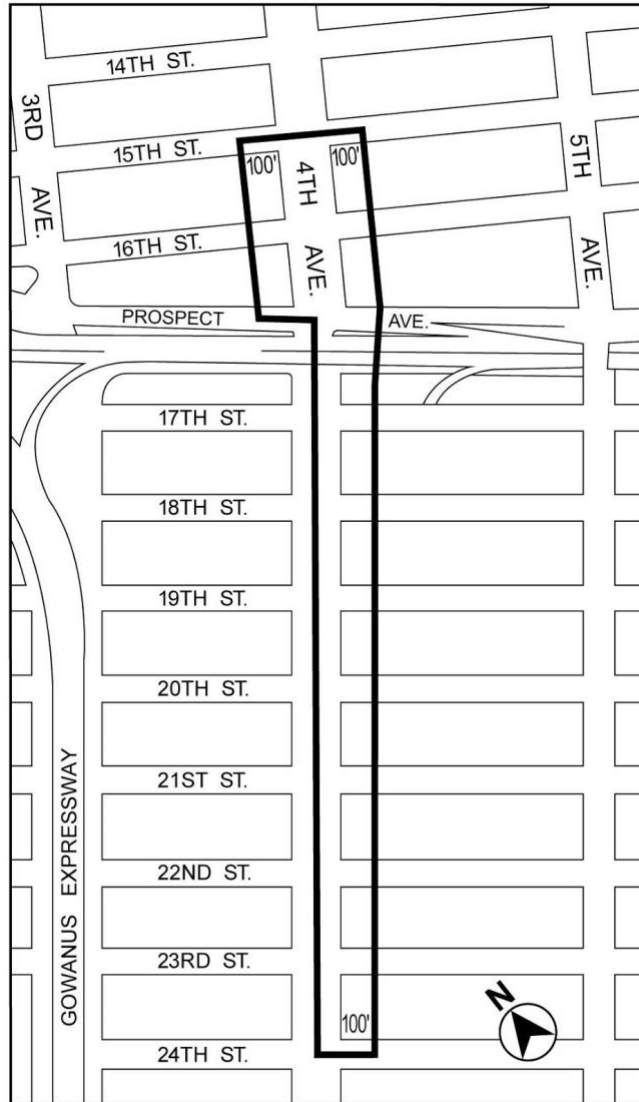 14TH ST.
3RD AVE.
15TH ST.
100'
100'
4TH AVE.
5TH AVE.
16TH ST.
PROSPECT AVE.
17TH ST.
18TH ST.
19TH ST.
20TH ST.
21ST ST.
GOWANUS EXPRESSWAY
22ND ST.
23RD ST.
N
100'
24TH ST.